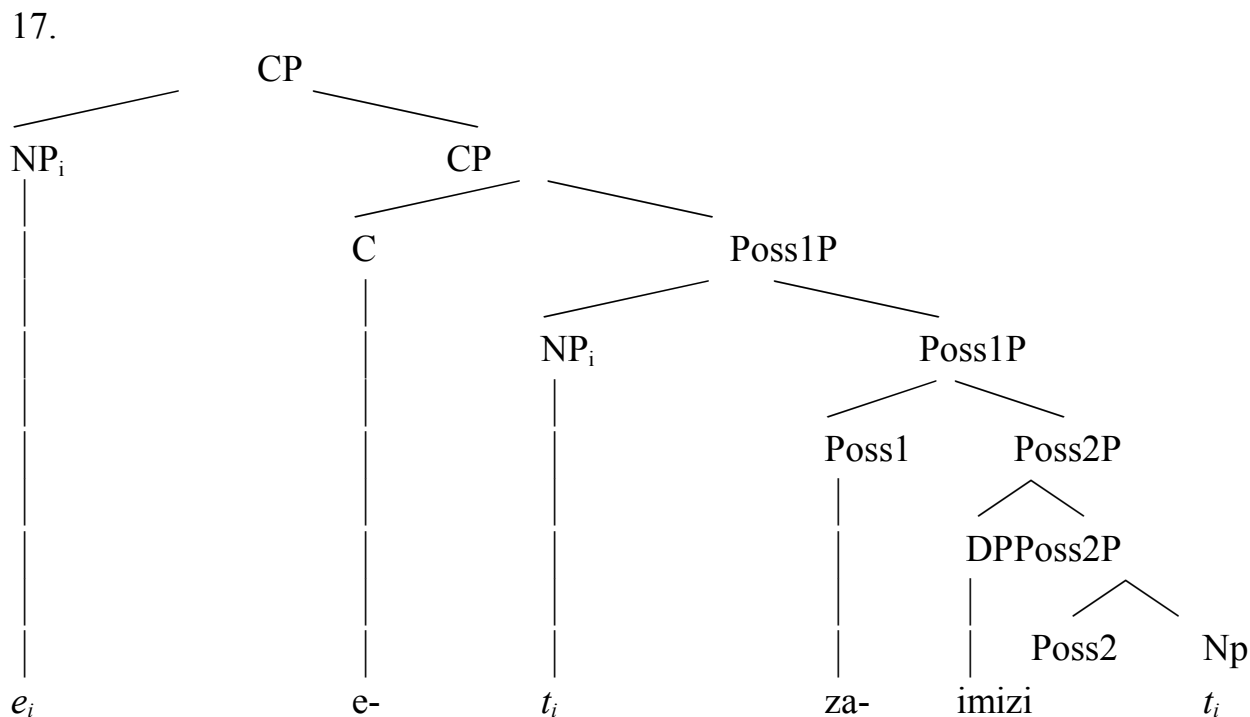 17.
CP
NPi CP
C Poss1P
NPi Poss1P
Poss1 Poss2P
DPPoss2P
Poss2 Np
ei e- ti za- imizi ti